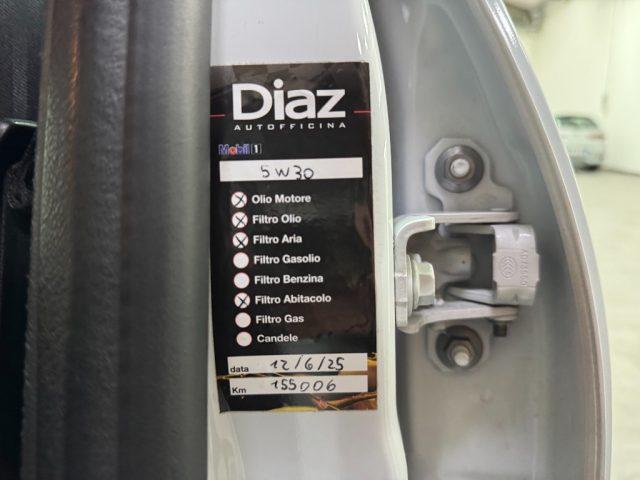 Diaz
AUTOFFICINA
Mobil 1
5W30
Olio Motore
Filtro Olio
Filtro Aria
Filtro Gasolio
Filtro Benzina
Filtro Abitacolo
Filtro Gas
Candele
data 12/6/25
Km 155006